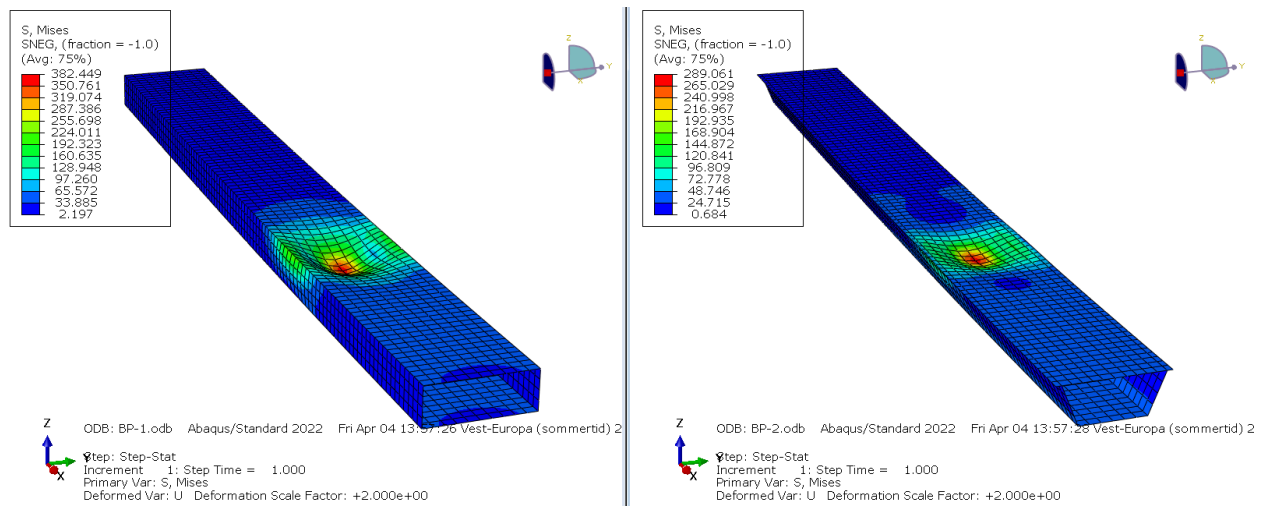 S, Mises
SNEG, (fraction = -1.0)
(Avg: 75%)
382.449
350.761
319.074
287.386
255.698
224.011
192.323
160.635
128.948
97.260
65.572
33.885
2.197
Z
Y
X
Z
X
ODB: BP-1.odb Abaqus/Standard 2022 Fri Apr 04 13:57:26 Vest-Europa (sommertid) 2
Step: Step-Stat
Increment 1: Step Time = 1.000
Primary Var: S, Mises
Deformed Var: U Deformation Scale Factor: +2.000e+00
S, Mises
SNEG, (fraction = -1.0)
(Avg: 75%)
289.061
265.029
240.998
216.967
192.935
168.904
144.872
120.841
96.809
72.778
48.746
24.715
0.684
Z
Y
X
Z
X
ODB: BP-2.odb Abaqus/Standard 2022 Fri Apr 04 13:57:28 Vest-Europa (sommertid) 2
Step: Step-Stat
Increment 1: Step Time = 1.000
Primary Var: S, Mises
Deformed Var: U Deformation Scale Factor: +2.000e+00